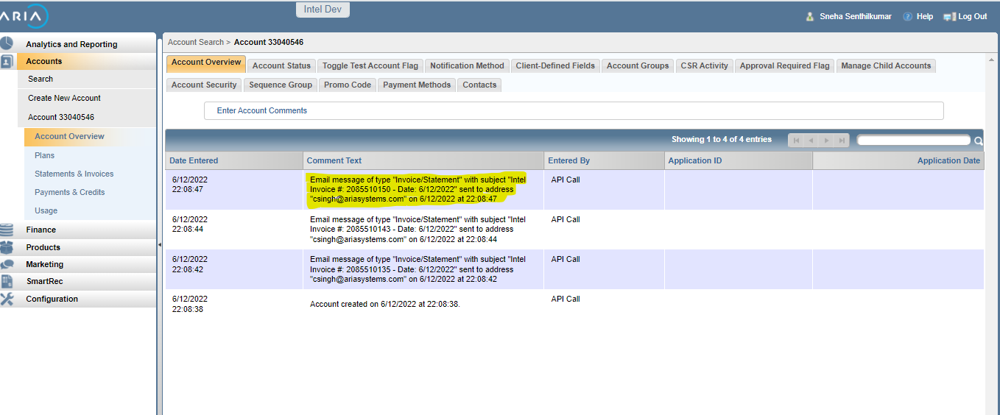 Intel Dev
ARIA
Sneha Senthilkumar Help Log Out
Analytics and Reporting
Accounts
Search
Create New Account
Account 33040546
Account Overview
Plans
Statements & Invoices
Payments & Credits
Usage
Finance
Products
Marketing
SmartRec
Configuration
Account Search > Account 33040546
Account Overview Account Status Toggle Test Account Flag Notification Method Client-Defined Fields Account Groups CSR Activity Approval Required Flag Manage Child Accounts
Account Security Sequence Group Promo Code Payment Methods Contacts
Enter Account Comments
Showing 1 to 4 of 4 entries
Date Entered Comment Text Entered By Application ID Application Date
6/12/2022 Email message of type "Invoice/Statement" with subject "Intel API Call
22:08:47 Invoice #: 2085510150 - Date: 6/12/2022" sent to address
"csingh@ariasystems.com" on 6/12/2022 at 22:08:47
6/12/2022 Email message of type "Invoice/Statement" with subject "Intel API Call
22:08:44 Invoice #: 2085510143 - Date: 6/12/2022" sent to address
"csingh@ariasystems.com" on 6/12/2022 at 22:08:44
6/12/2022 Email message of type "Invoice/Statement" with subject "Intel API Call
22:08:42 Invoice #: 2085510135 - Date: 6/12/2022" sent to address
"csingh@ariasystems.com" on 6/12/2022 at 22:08:42
6/12/2022 API Call
22:08:38 Account created on 6/12/2022 at 22:08:38.